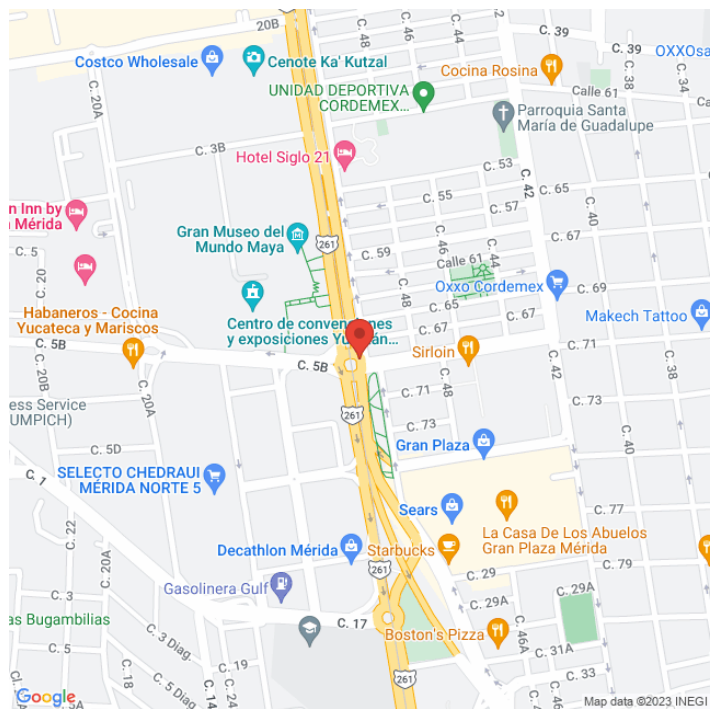 20B
C. 48
C. 46
C. 44
C. 39
C. 39
OXXOsa
Costco Wholesale
Cenote Ka' Kutzal
Cocina Rosina
C. 38
C. 34
C. 20A
UNIDAD DEPORTIVA
CORDEMEX...
Calle 61
Parroquia Santa
María de Guadalupe
C. 3B
Hotel Siglo 21
C. 53
C. 42
C. 65
C. 55
C. 57
C. 40
n Inn by
Mérida
Gran Museo del
Mundo Maya
261
C. 46
C. 44
C. 67
C. 5
C. 59
Calle 61
C. 20
C. 48
Oxxo Cordemex
C. 69
Habaneros - Cocina
Yucateca y Mariscos
Centro de convenciones
y exposiciones Yucatán...
C. 65
C. 67
C. 67
Makech Tattoo
C. 5B
C. 5B
Sirloin
C. 20B
C. 20A
C. 71
C. 48
C. 42
C. 73
ess Service
UMPICH)
261
C. 73
C. 40
C. 5D
Gran Plaza
C. 1
SELECTO CHEDRAUI
MÉRIDA NORTE 5
Sears
C. 77
C. 22
La Casa De Los Abuelos
Gran Plaza Mérida
C. 38
Decathlon Mérida
Starbucks
C. 79
C. 20A
261
C. 29
Gasolinera Gulf
C. 29A
C. 3
C. 29A
as Bugambilias
C. 17
C. 3 Diag.
Boston's Pizza
C. 5
C. 19
C. 46A
C. 31A
C. 18
C. 14
C. 24
C. 5 Diag.
261
C. 33
Google
Map data ©2023 INEGI